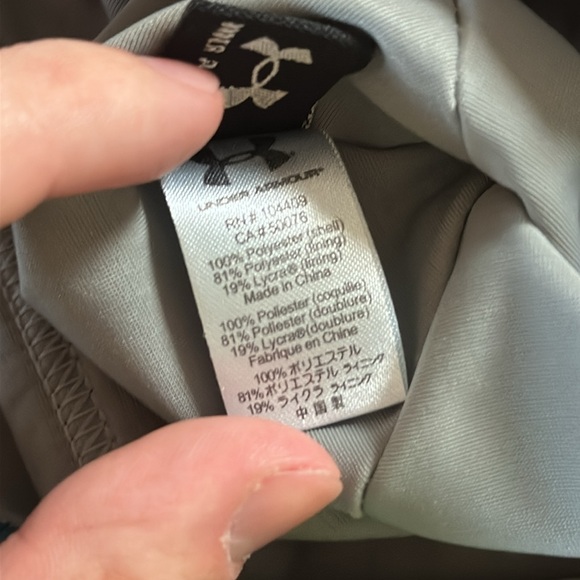 UNDER ARMOUR
RN # 104409
CA # 50076
100% Polyester (shell)
81% Polyester (lining)
19% Lycra® (lining)
Made in China
100% Poliester (coquille)
81% Poliester (doublure)
19% Lycra®(doublure)
Fabrique en Chine
100% ポリエステル
81% ポリエステル ライニング
19% ライクラ ライニング
中国製